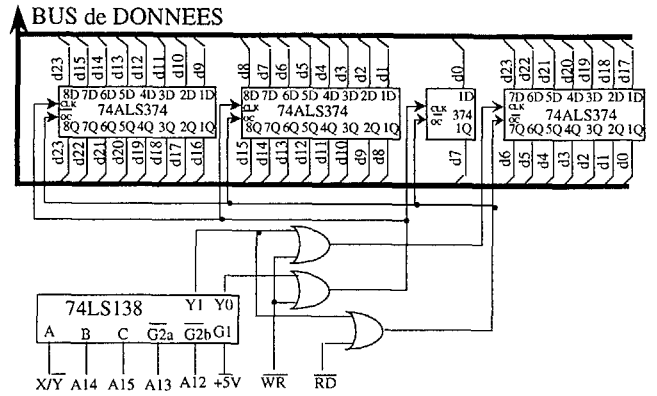 BUS de DONNEES
d23 d15 d14 d13 d12 d11 d10 d9
d8 d7 d6 d5 d4 d3 d2 d1
d0
d23 d22 d21 d20 d19 d18 d17
8D 7D 6D 5D 4D 3D 2D 1D
CLK 74ALS374
OC
8Q 7Q 6Q 5Q 4Q 3Q 2Q 1Q
8D 7D 6D 5D 4D 3D 2D 1D
CLK 74ALS374
OC
8Q 7Q 6Q 5Q 4Q 3Q 2Q 1Q
1D
CLK
374
1Q
7D 6D 5D 4D 3D 2D 1D
CLK 74ALS374
7Q 6Q 5Q 4Q 3Q 2Q 1Q
d23 d22 d21 d20 d19 d18 d17 d16
d15 d14 d13 d12 d11 d10 d9 d8
d7
d6 d5 d4 d3 d2 d1 d0
74LS138 Y1 Y0
A B C G2a G2b G1
X/Y A14 A15 A13 A12 +5V WR RD